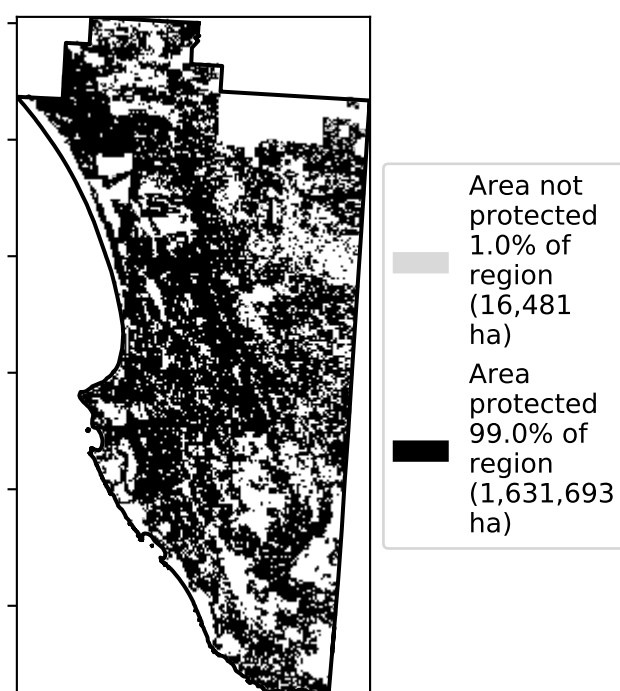 Area not
protected
1.0% of
region
(16,481
ha)
Area
protected
99.0% of
region
(1,631,693
ha)